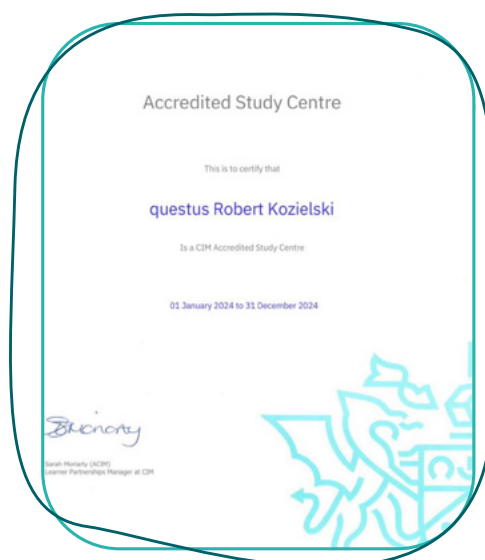 Accredited Study Centre
This is to certify that
questus Robert Kozielski
Is a CIM Accredited Study Centre
01 January 2024 to 31 December 2024
SMoriarty
Sarah Moriarty (ACIM)
Learner Partnerships Manager at CIM